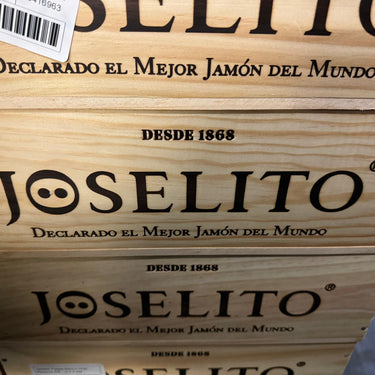 JOSELITO
DECLARADO EL MEJOR JAMÓN DEL MUNDO
DESDE 1868
JOSELITO®
DECLARADO EL MEJOR JAMÓN DEL MUNDO
DESDE 1868
JOSELITO®
DECLARADO EL MEJOR JAMÓN DEL MUNDO
DESDE 1868